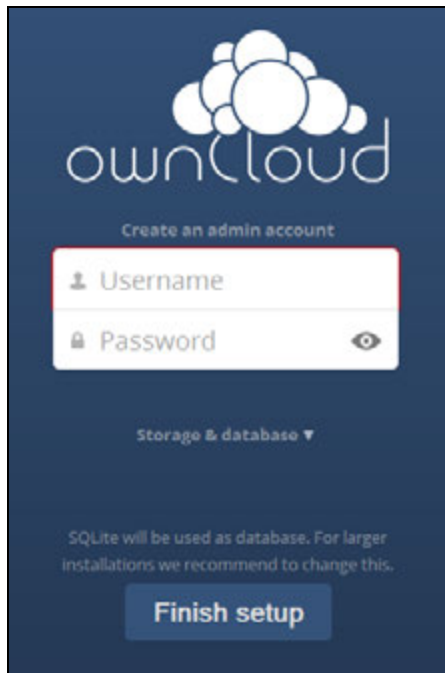 ownCloud
Create an admin account
Username
Password
Storage & database ▼
SQLite will be used as database. For larger
installations we recommend to change this.
Finish setup